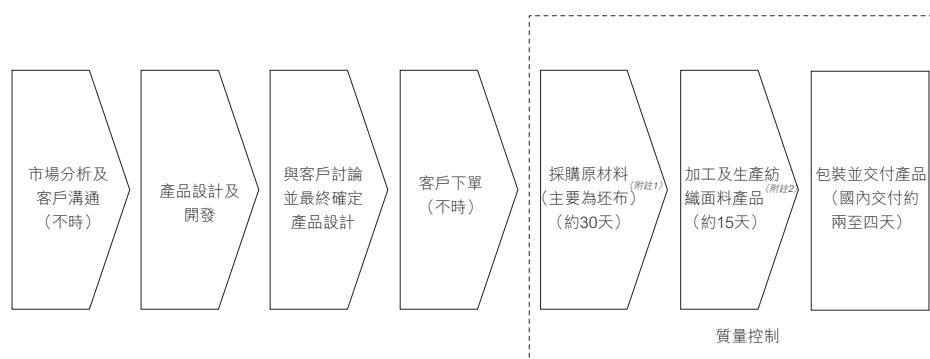 市場分析及
客戶溝通
（不時）
產品設計及
開發
與客戶討論
並最終確定
產品設計
客戶下單
（不時）
採購原材料
（主要為坯布）(附註1)
（約30天）
加工及生產紡
織面料產品(附註2
（約15天）
包裝並交付產品
（國內交付約
兩至四天）
質量控制